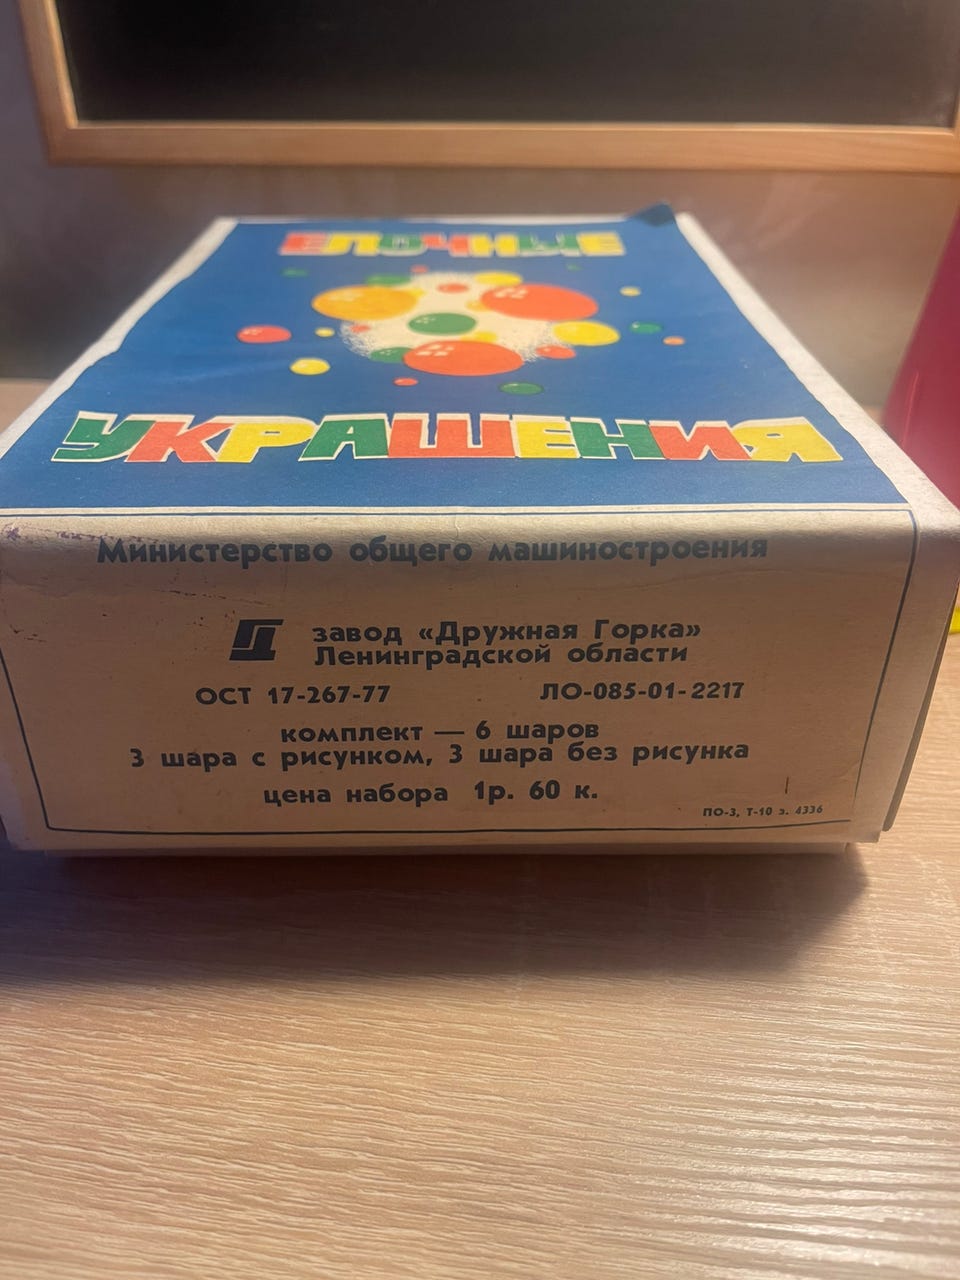 ЕЛОЧНЫЕ
УКРАШЕНИЯ
Министерство общего машиностроения
завод «Дружная Горка»
Ленинградской области
ОСТ 17-267-77 ЛО-085-01-2217
комплект — 6 шаров
3 шара с рисунком, 3 шара без рисунка
цена набора 1р. 60 к.
ПО-3, Т-10 з. 4336